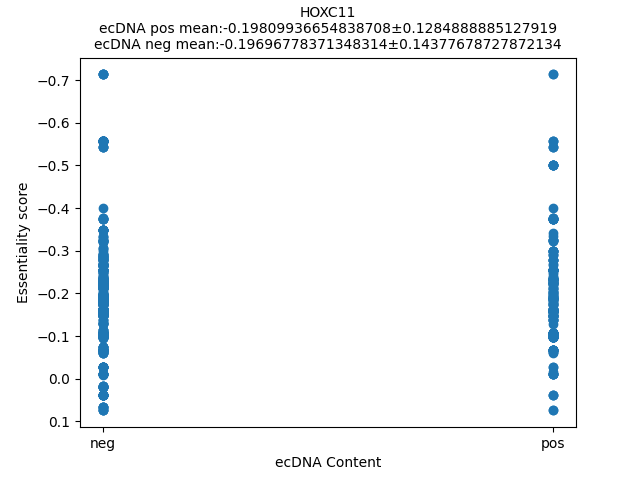 HOXC11
ecDNA pos mean:-0.19809936654838708±0.1284888885127919
ecDNA neg mean:-0.19696778371348314±0.14377678727872134
−0.7
−0.6
−0.5
−0.4
−0.3
−0.2
−0.1
0.0
0.1
Essentiality score
neg
pos
ecDNA Content